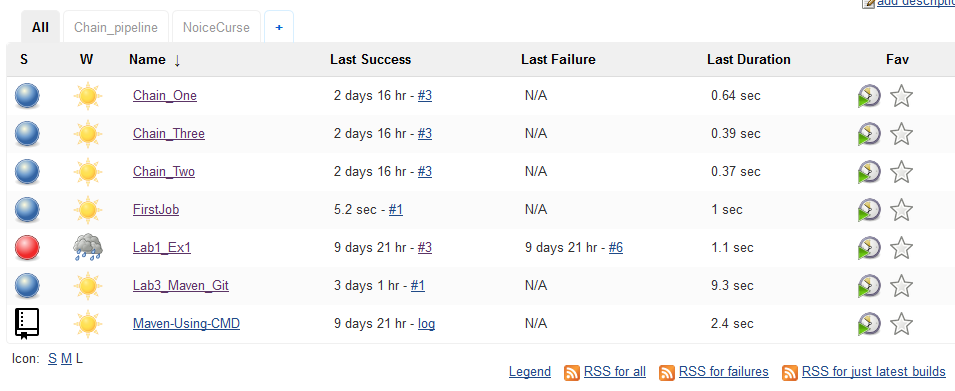 add descriptio
All Chain_pipeline NoiceCurse +
S W Name ↓ Last Success Last Failure Last Duration Fav
Chain_One 2 days 16 hr - #3 N/A 0.64 sec
Chain_Three 2 days 16 hr - #3 N/A 0.39 sec
Chain_Two 2 days 16 hr - #3 N/A 0.37 sec
FirstJob 5.2 sec - #1 N/A 1 sec
Lab1_Ex1 9 days 21 hr - #3 9 days 21 hr - #6 1.1 sec
Lab3_Maven_Git 3 days 1 hr - #1 N/A 9.3 sec
Maven-Using-CMD 9 days 21 hr - log N/A 2.4 sec
Icon: S M L
Legend RSS for all RSS for failures RSS for just latest builds